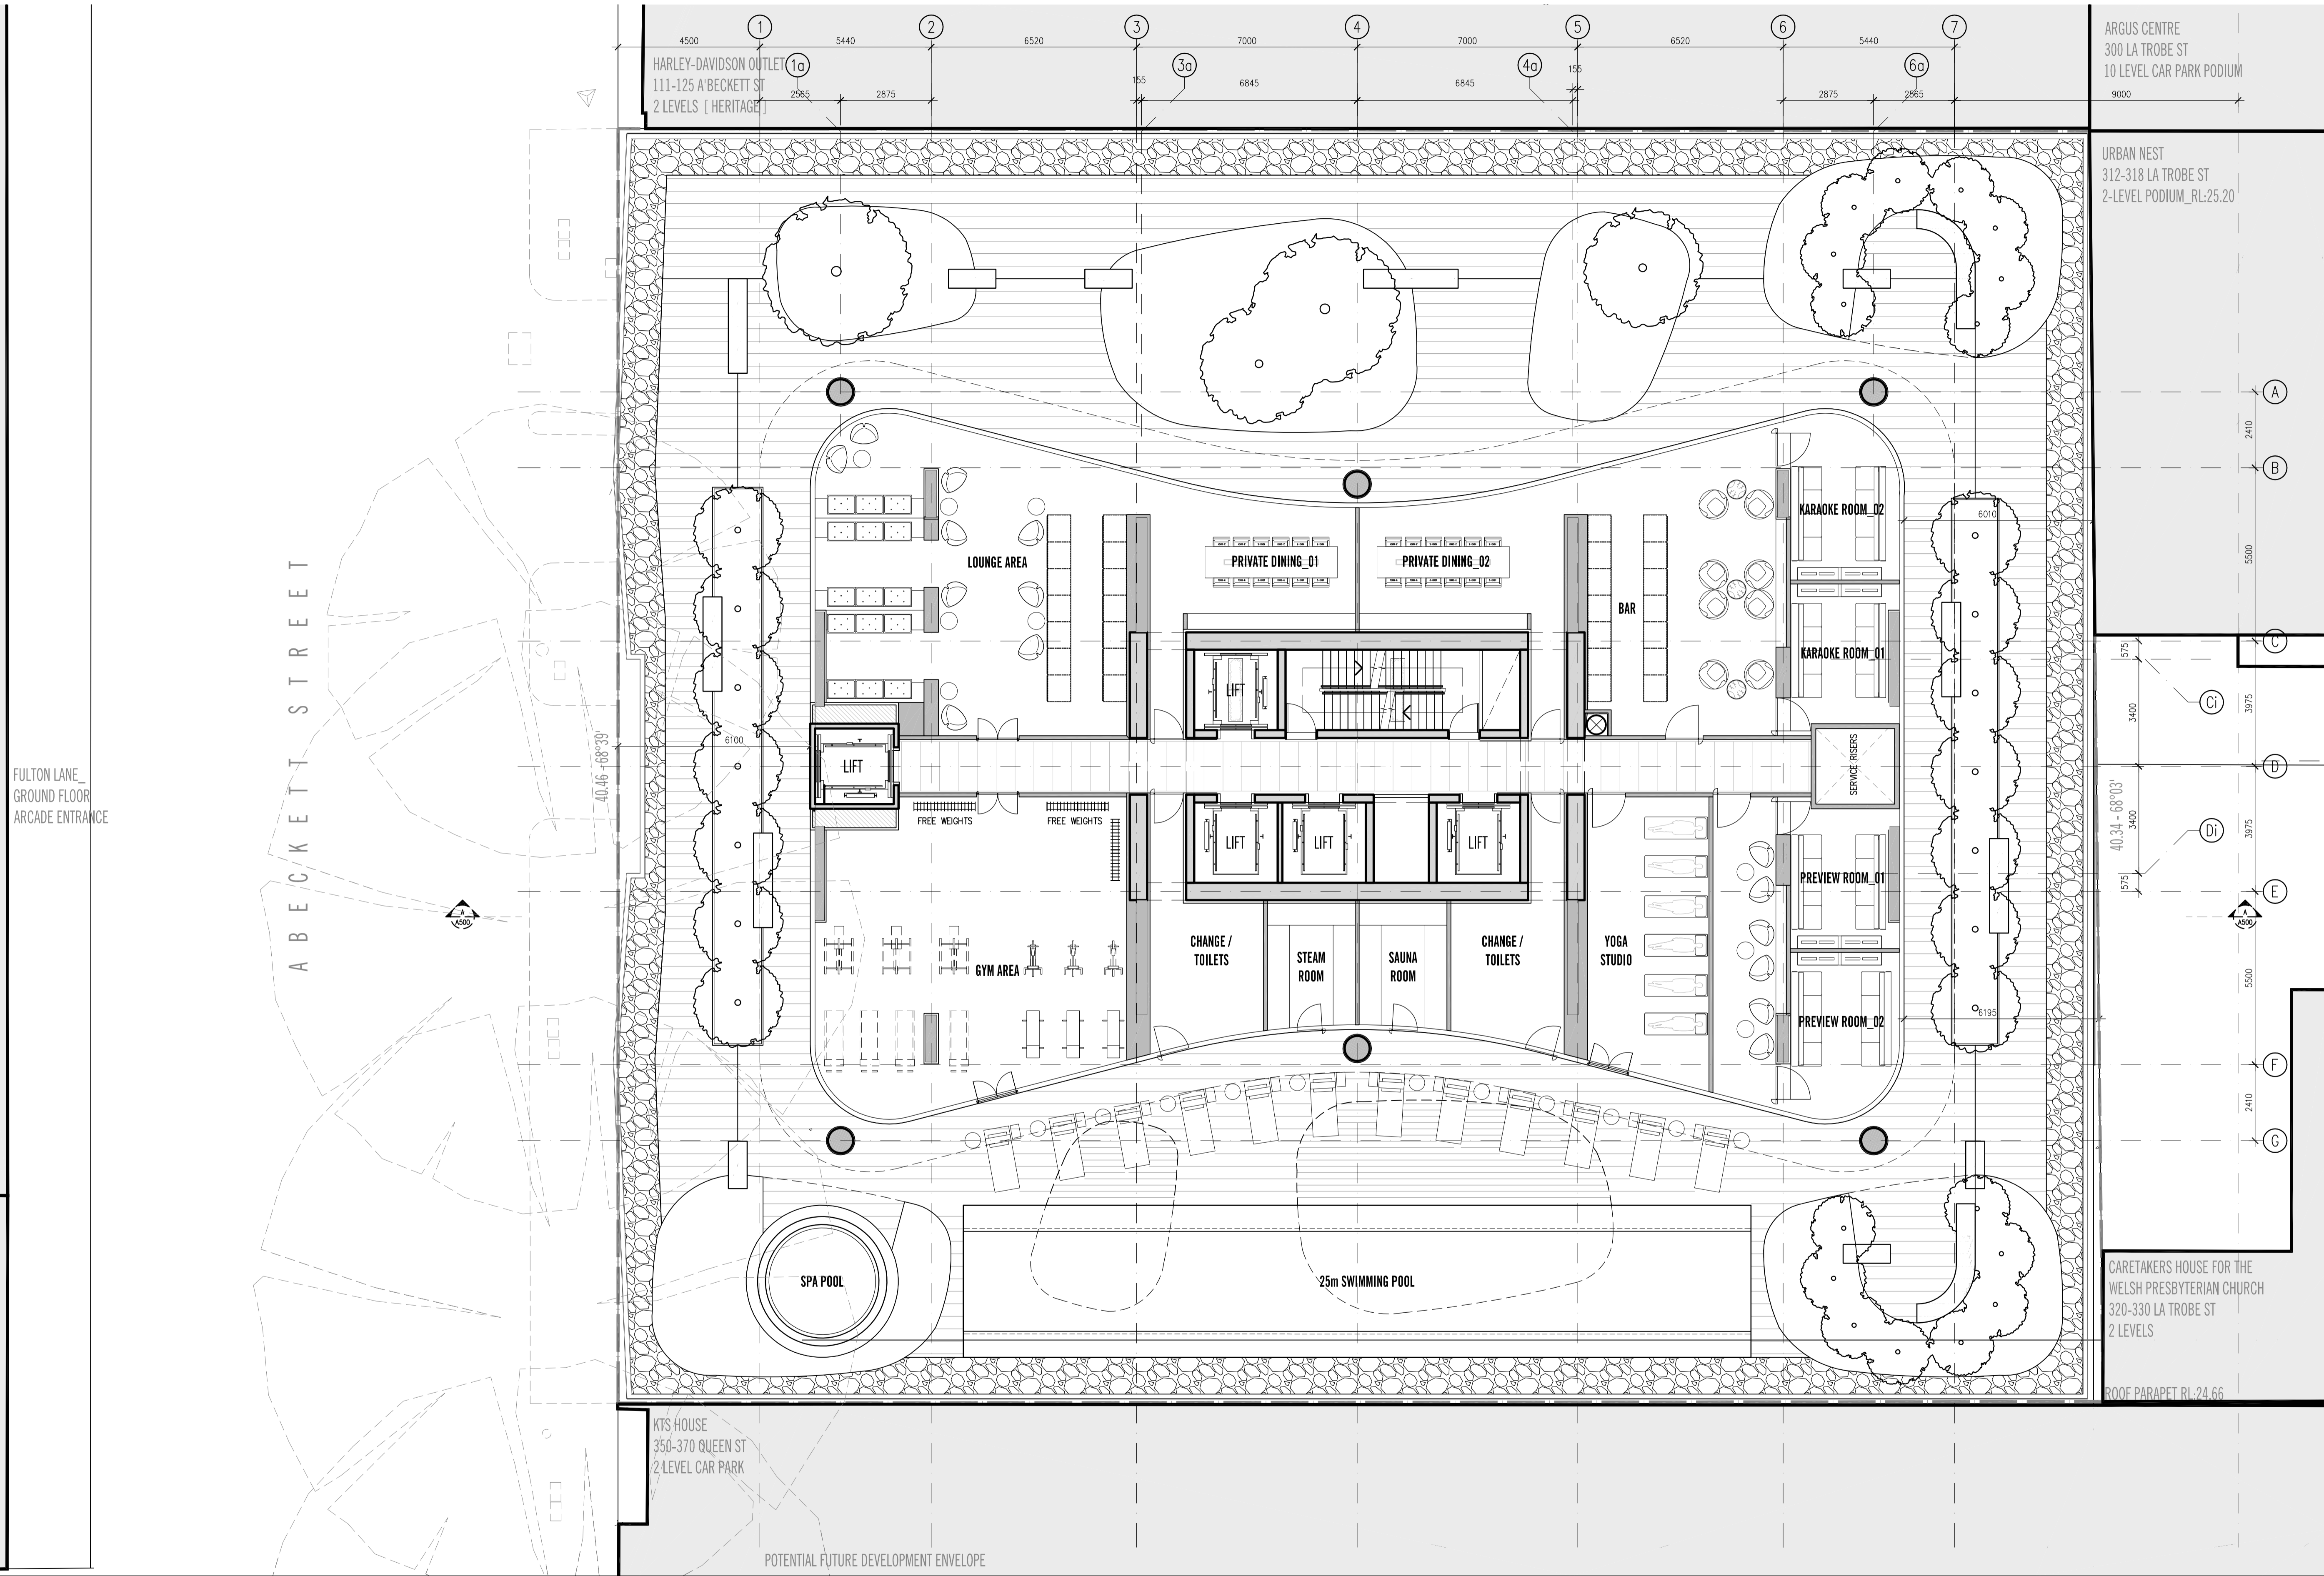 1
2
3
4
5
6
7
4500
5440
6520
7000
7000
6520
5440
1a
3a
4a
6a
155
6845
6845
155
2565
2875
2875
2565
9000
HARLEY-DAVIDSON OUTLET
111-125 A'BECKETT ST
2 LEVELS [ HERITAGE ]
ARGUS CENTRE
300 LA TROBE ST
10 LEVEL CAR PARK PODIUM
URBAN NEST
312-318 LA TROBE ST
2-LEVEL PODIUM_RL:25.20
A
2410
B
5500
C
575
Ci
3975
3400
D
3400
3975
Di
575
E
5500
F
2410
G
40.34 - 68°03'
40.46 - 68°39'
ABECKETT STREET
FULTON LANE_
GROUND FLOOR
ARCADE ENTRANCE
A
A500
A
A500
LOUNGE AREA
PRIVATE DINING_01
PRIVATE DINING_02
BAR
KARAOKE ROOM_02
6010
KARAOKE ROOM_01
LIFT
6100
LIFT
SERVICE RISERS
FREE WEIGHTS
FREE WEIGHTS
LIFT
LIFT
LIFT
PREVIEW ROOM_01
GYM AREA
CHANGE /
TOILETS
STEAM
ROOM
SAUNA
ROOM
CHANGE /
TOILETS
YOGA
STUDIO
PREVIEW ROOM_02
6195
SPA POOL
25m SWIMMING POOL
CARETAKERS HOUSE FOR THE
WELSH PRESBYTERIAN CHURCH
320-330 LA TROBE ST
2 LEVELS
ROOF PARAPET RL:24.66
KTS HOUSE
350-370 QUEEN ST
2 LEVEL CAR PARK
POTENTIAL FUTURE DEVELOPMENT ENVELOPE